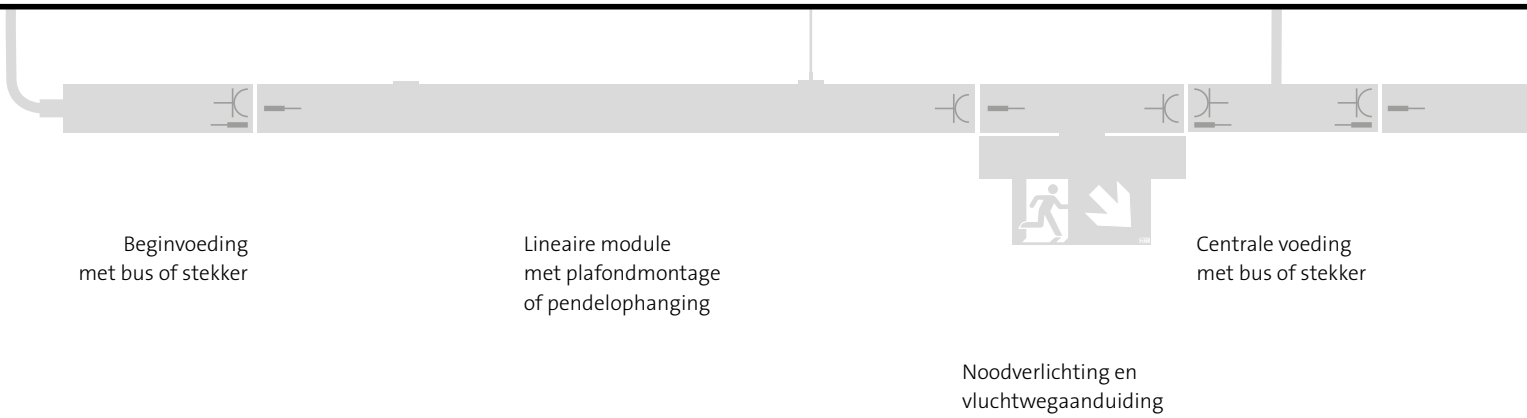 Beginvoeding
met bus of stekker
Lineaire module
met plafondmontage
of pendelophanging
Centrale voeding
met bus of stekker
Noodverlichting en
vluchtwegaanduiding